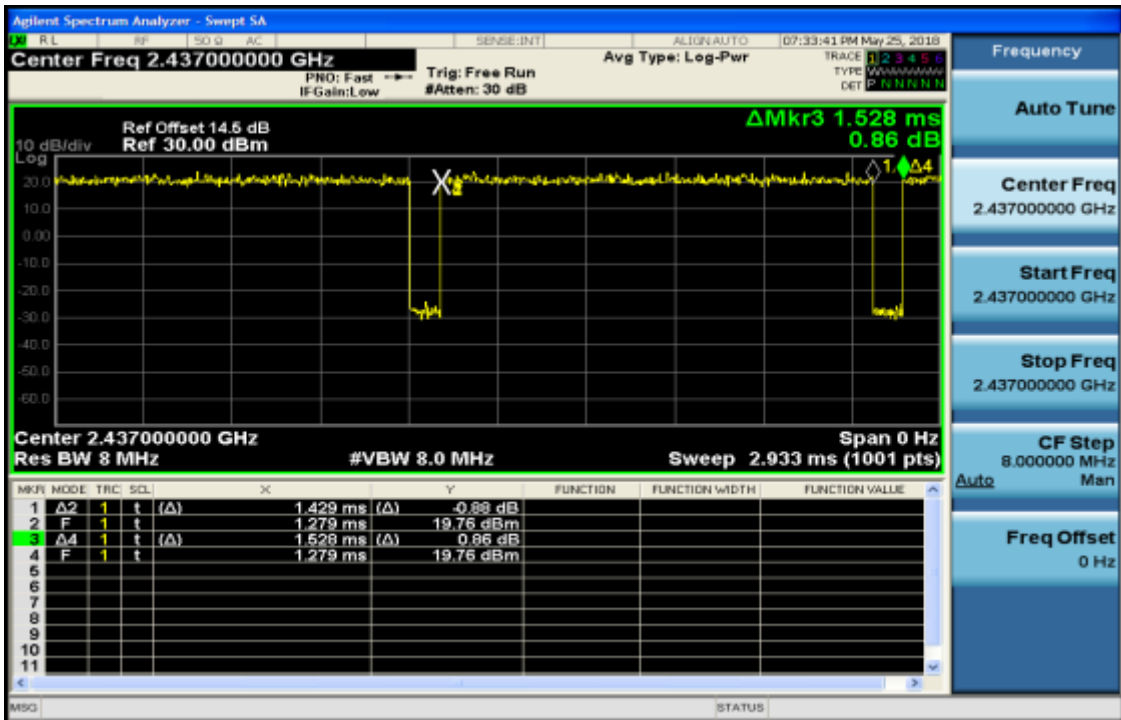 Agilent Spectrum Analyzer - Swept SA
LXI RL RF 50 Ω AC SENSE:INT ALIGN AUTO 07:33:41 PM May 25, 2018
Center Freq 2.437000000 GHz
PNO: Fast
IFGain:Low
Trig: Free Run
#Atten: 30 dB
Avg Type: Log-Pwr
TRACE 1 2 3 4 5 6
TYPE WWWWWWW
DET P N N N N N
ΔMkr3 1.528 ms
0.86 dB
Ref Offset 14.5 dB
10 dB/div Ref 30.00 dBm
Log
20.0
10.0
0.00
-10.0
-20.0
-30.0
-40.0
-50.0
-60.0
X
2
1 Δ4
Center 2.437000000 GHz Span 0 Hz
Res BW 8 MHz #VBW 8.0 MHz Sweep 2.933 ms (1001 pts)
MKR MODE TRC SCL X Y FUNCTION FUNCTION WIDTH FUNCTION VALUE
1 Δ2 1 t (Δ) 1.429 ms (Δ) -0.88 dB
2 F 1 t 1.279 ms 19.76 dBm
3 Δ4 1 t (Δ) 1.528 ms (Δ) 0.86 dB
4 F 1 t 1.279 ms 19.76 dBm
5
6
7
8
9
10
11
MSG STATUS
Frequency
Auto Tune
Center Freq
2.437000000 GHz
Start Freq
2.437000000 GHz
Stop Freq
2.437000000 GHz
CF Step
8.000000 MHz
Auto Man
Freq Offset
0 Hz